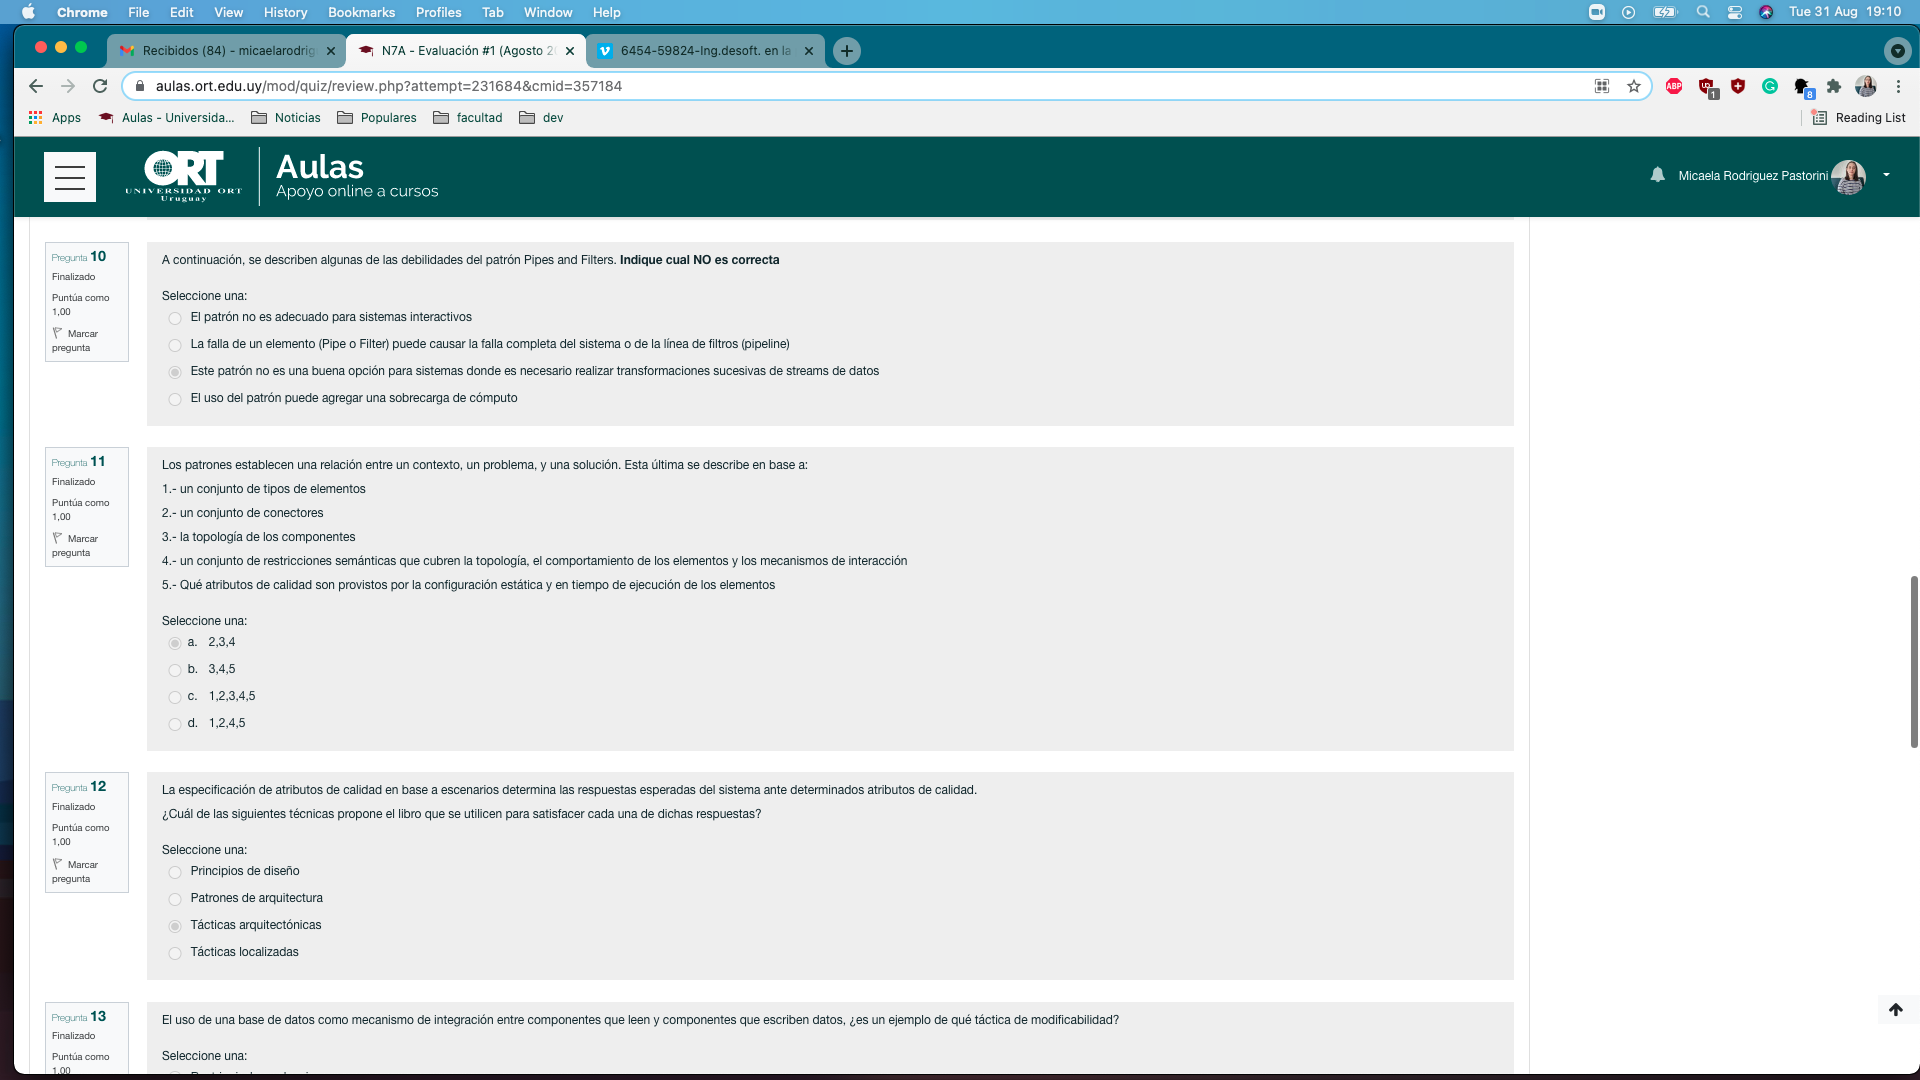 Chrome File Edit View History Bookmarks Profiles Tab Window Help Tue 31 Aug 19:10
Recibidos (84) - micaelarodrig N7A - Evaluación #1 (Agosto 20 6454-59824-Ing.desoft. en la
aulas.ort.edu.uy/mod/quiz/review.php?attempt=231684&cmid=357184 ABP 1 8
Apps Aulas - Universida... Noticias Populares facultad dev Reading List
ORT
UNIVERSIDAD ORT
Uruguay
Aulas
Apoyo online a cursos
Micaela Rodriguez Pastorini
Pregunta 10
Finalizado
Puntúa como
1,00
Marcar
pregunta
A continuación, se describen algunas de las debilidades del patrón Pipes and Filters. Indique cual NO es correcta
Seleccione una:
El patrón no es adecuado para sistemas interactivos
La falla de un elemento (Pipe o Filter) puede causar la falla completa del sistema o de la línea de filtros (pipeline)
Este patrón no es una buena opción para sistemas donde es necesario realizar transformaciones sucesivas de streams de datos
El uso del patrón puede agregar una sobrecarga de cómputo
Pregunta 11
Finalizado
Puntúa como
1,00
Marcar
pregunta
Los patrones establecen una relación entre un contexto, un problema, y una solución. Esta última se describe en base a:
1.- un conjunto de tipos de elementos
2.- un conjunto de conectores
3.- la topología de los componentes
4.- un conjunto de restricciones semánticas que cubren la topología, el comportamiento de los elementos y los mecanismos de interacción
5.- Qué atributos de calidad son provistos por la configuración estática y en tiempo de ejecución de los elementos
Seleccione una:
a. 2,3,4
b. 3,4,5
c. 1,2,3,4,5
d. 1,2,4,5
Pregunta 12
Finalizado
Puntúa como
1,00
Marcar
pregunta
La especificación de atributos de calidad en base a escenarios determina las respuestas esperadas del sistema ante determinados atributos de calidad.
¿Cuál de las siguientes técnicas propone el libro que se utilicen para satisfacer cada una de dichas respuestas?
Seleccione una:
Principios de diseño
Patrones de arquitectura
Tácticas arquitectónicas
Tácticas localizadas
Pregunta 13
Finalizado
Puntúa como
1,00
El uso de una base de datos como mecanismo de integración entre componentes que leen y componentes que escriben datos, ¿es un ejemplo de qué táctica de modificabilidad?
Seleccione una: